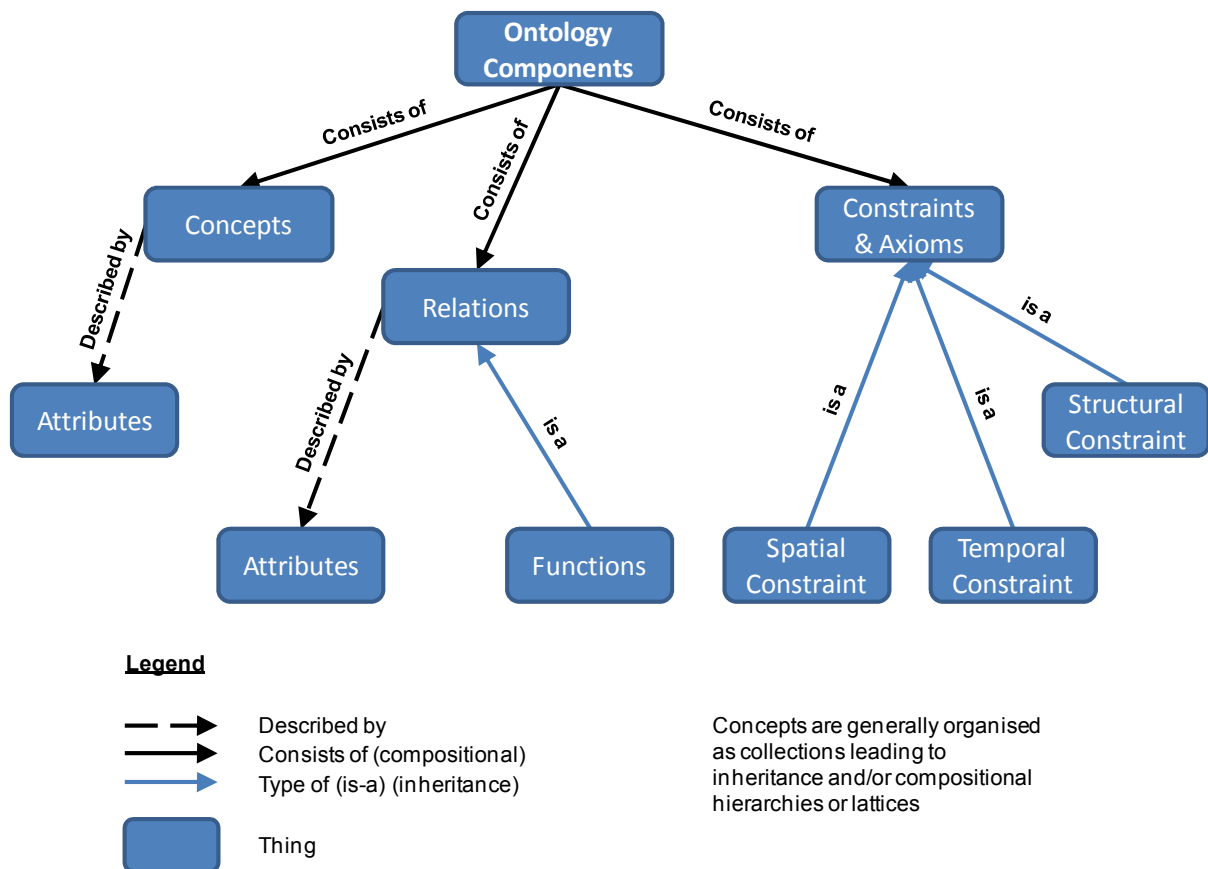 Ontology
Components
Consists of
Consists of
Consists of
Concepts
Constraints
& Axioms
Described by
Relations
is a
Described by
is a
is a
is a
Attributes
Structural
Constraint
Attributes
Functions
Spatial
Constraint
Temporal
Constraint
Legend
Described by
Consists of (compositional)
Type of (is-a) (inheritance)
Thing
Concepts are generally organised
as collections leading to
inheritance and/or compositional
hierarchies or lattices